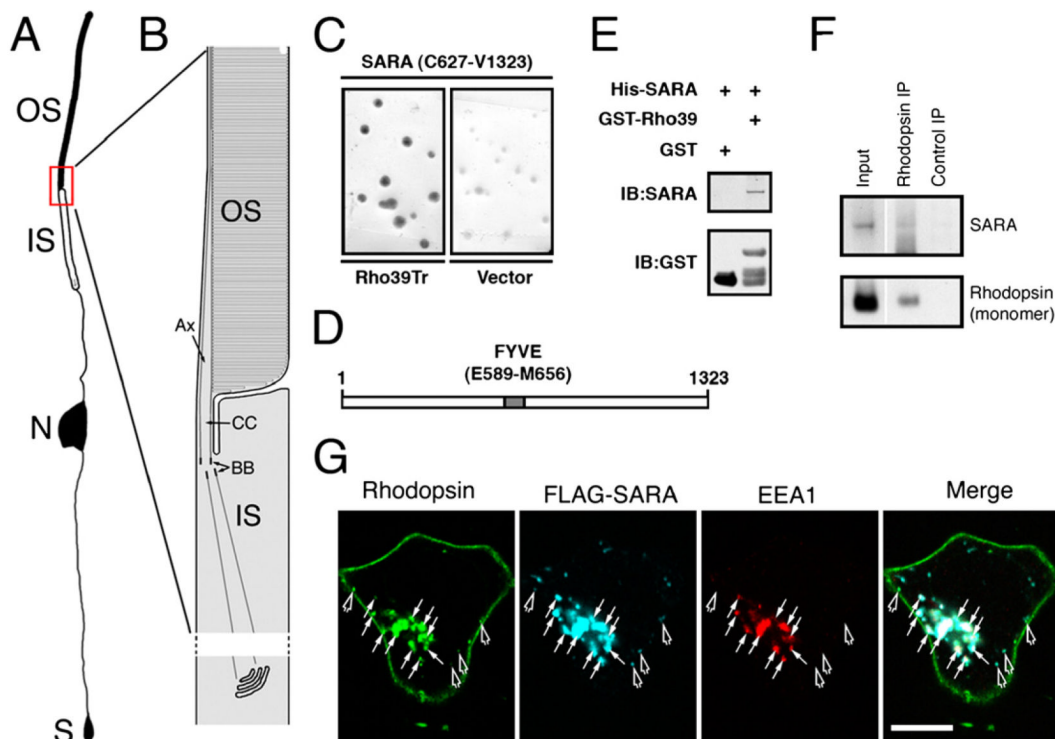 A
OS
IS
N
S
B
OS
Ax
CC
BB
IS
C
SARA (C627-V1323)
Rho39Tr
Vector
D
FYVE
(E589-M656)
1
1323
E
His-SARA + +
GST-Rho39 +
GST +
IB:SARA
IB:GST
F
Input
Rhodopsin IP
Control IP
SARA
Rhodopsin
(monomer)
G
Rhodopsin
FLAG-SARA
EEA1
Merge